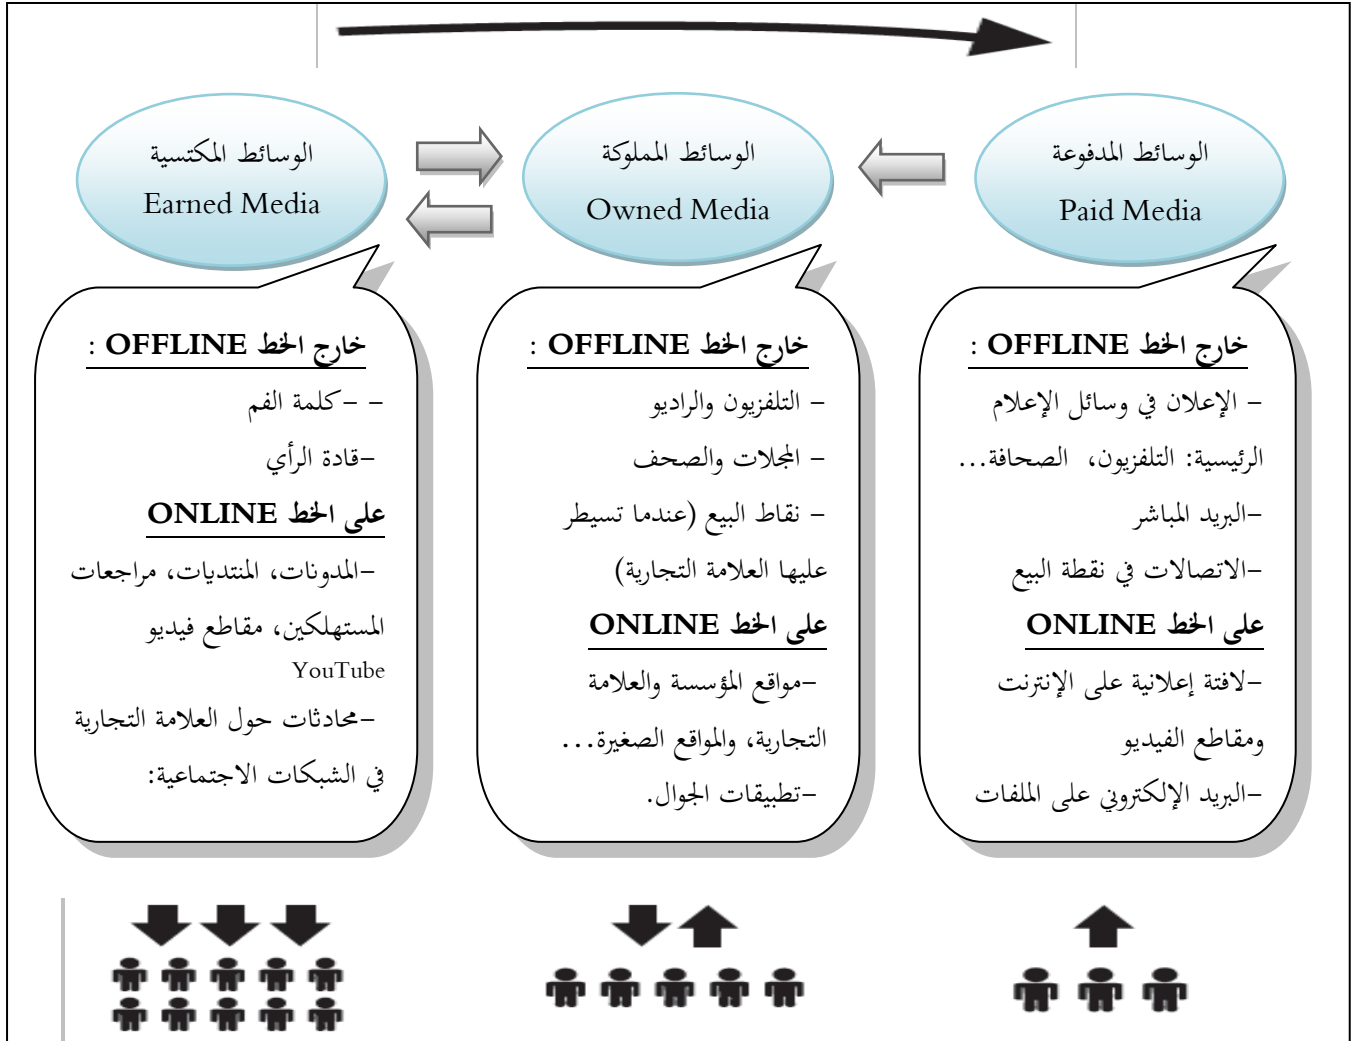 الوسائط المدفوعة
Paid Media
الوسائط المملوكة
Owned Media
الوسائط المكتسية
Earned Media
خارج الخط OFFLINE :
– الإعلان في وسائل الإعلام
الرئيسية: التلفزيون، الصحافة...
–البريد المباشر
–الاتصالات في نقطة البيع
على الخط ONLINE
–لافتة إعلانية على الإنترنت
ومقاطع الفيديو
–البريد الإلكتروني على الملفات
خارج الخط OFFLINE :
– التلفزيون والراديو
– المجلات والصحف
– نقاط البيع (عندما تسيطر
عليها العلامة التجارية)
على الخط ONLINE
–مواقع المؤسسة والعلامة
التجارية، والمواقع الصغيرة...
–تطبيقات الجوال.
خارج الخط OFFLINE :
– –كلمة الفم
–قادة الرأي
على الخط ONLINE
–المدونات، المنتديات، مراجعات
المستهلكين، مقاطع فيديو
YouTube
–محادثات حول العلامة التجارية
في الشبكات الاجتماعية: